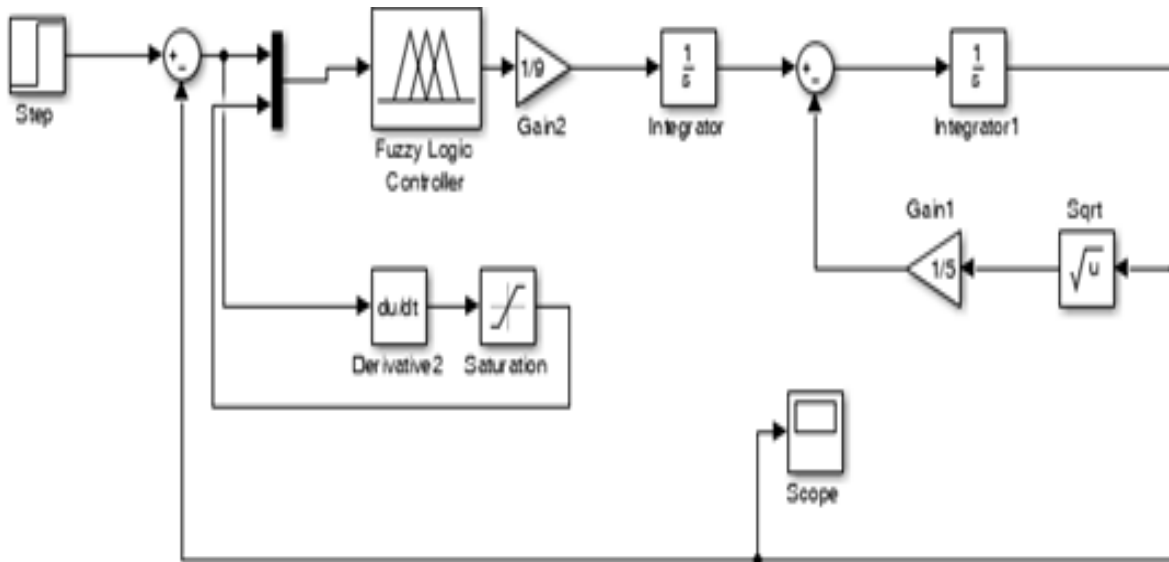 Step
+
-
Fuzzy Logic
Controller
1/9
Gain2
1
s
Integrator
+
-
1
s
Integrator1
Gain1
1/5
Sqrt
√u
du/dt
Derivative2
Saturation
Scope